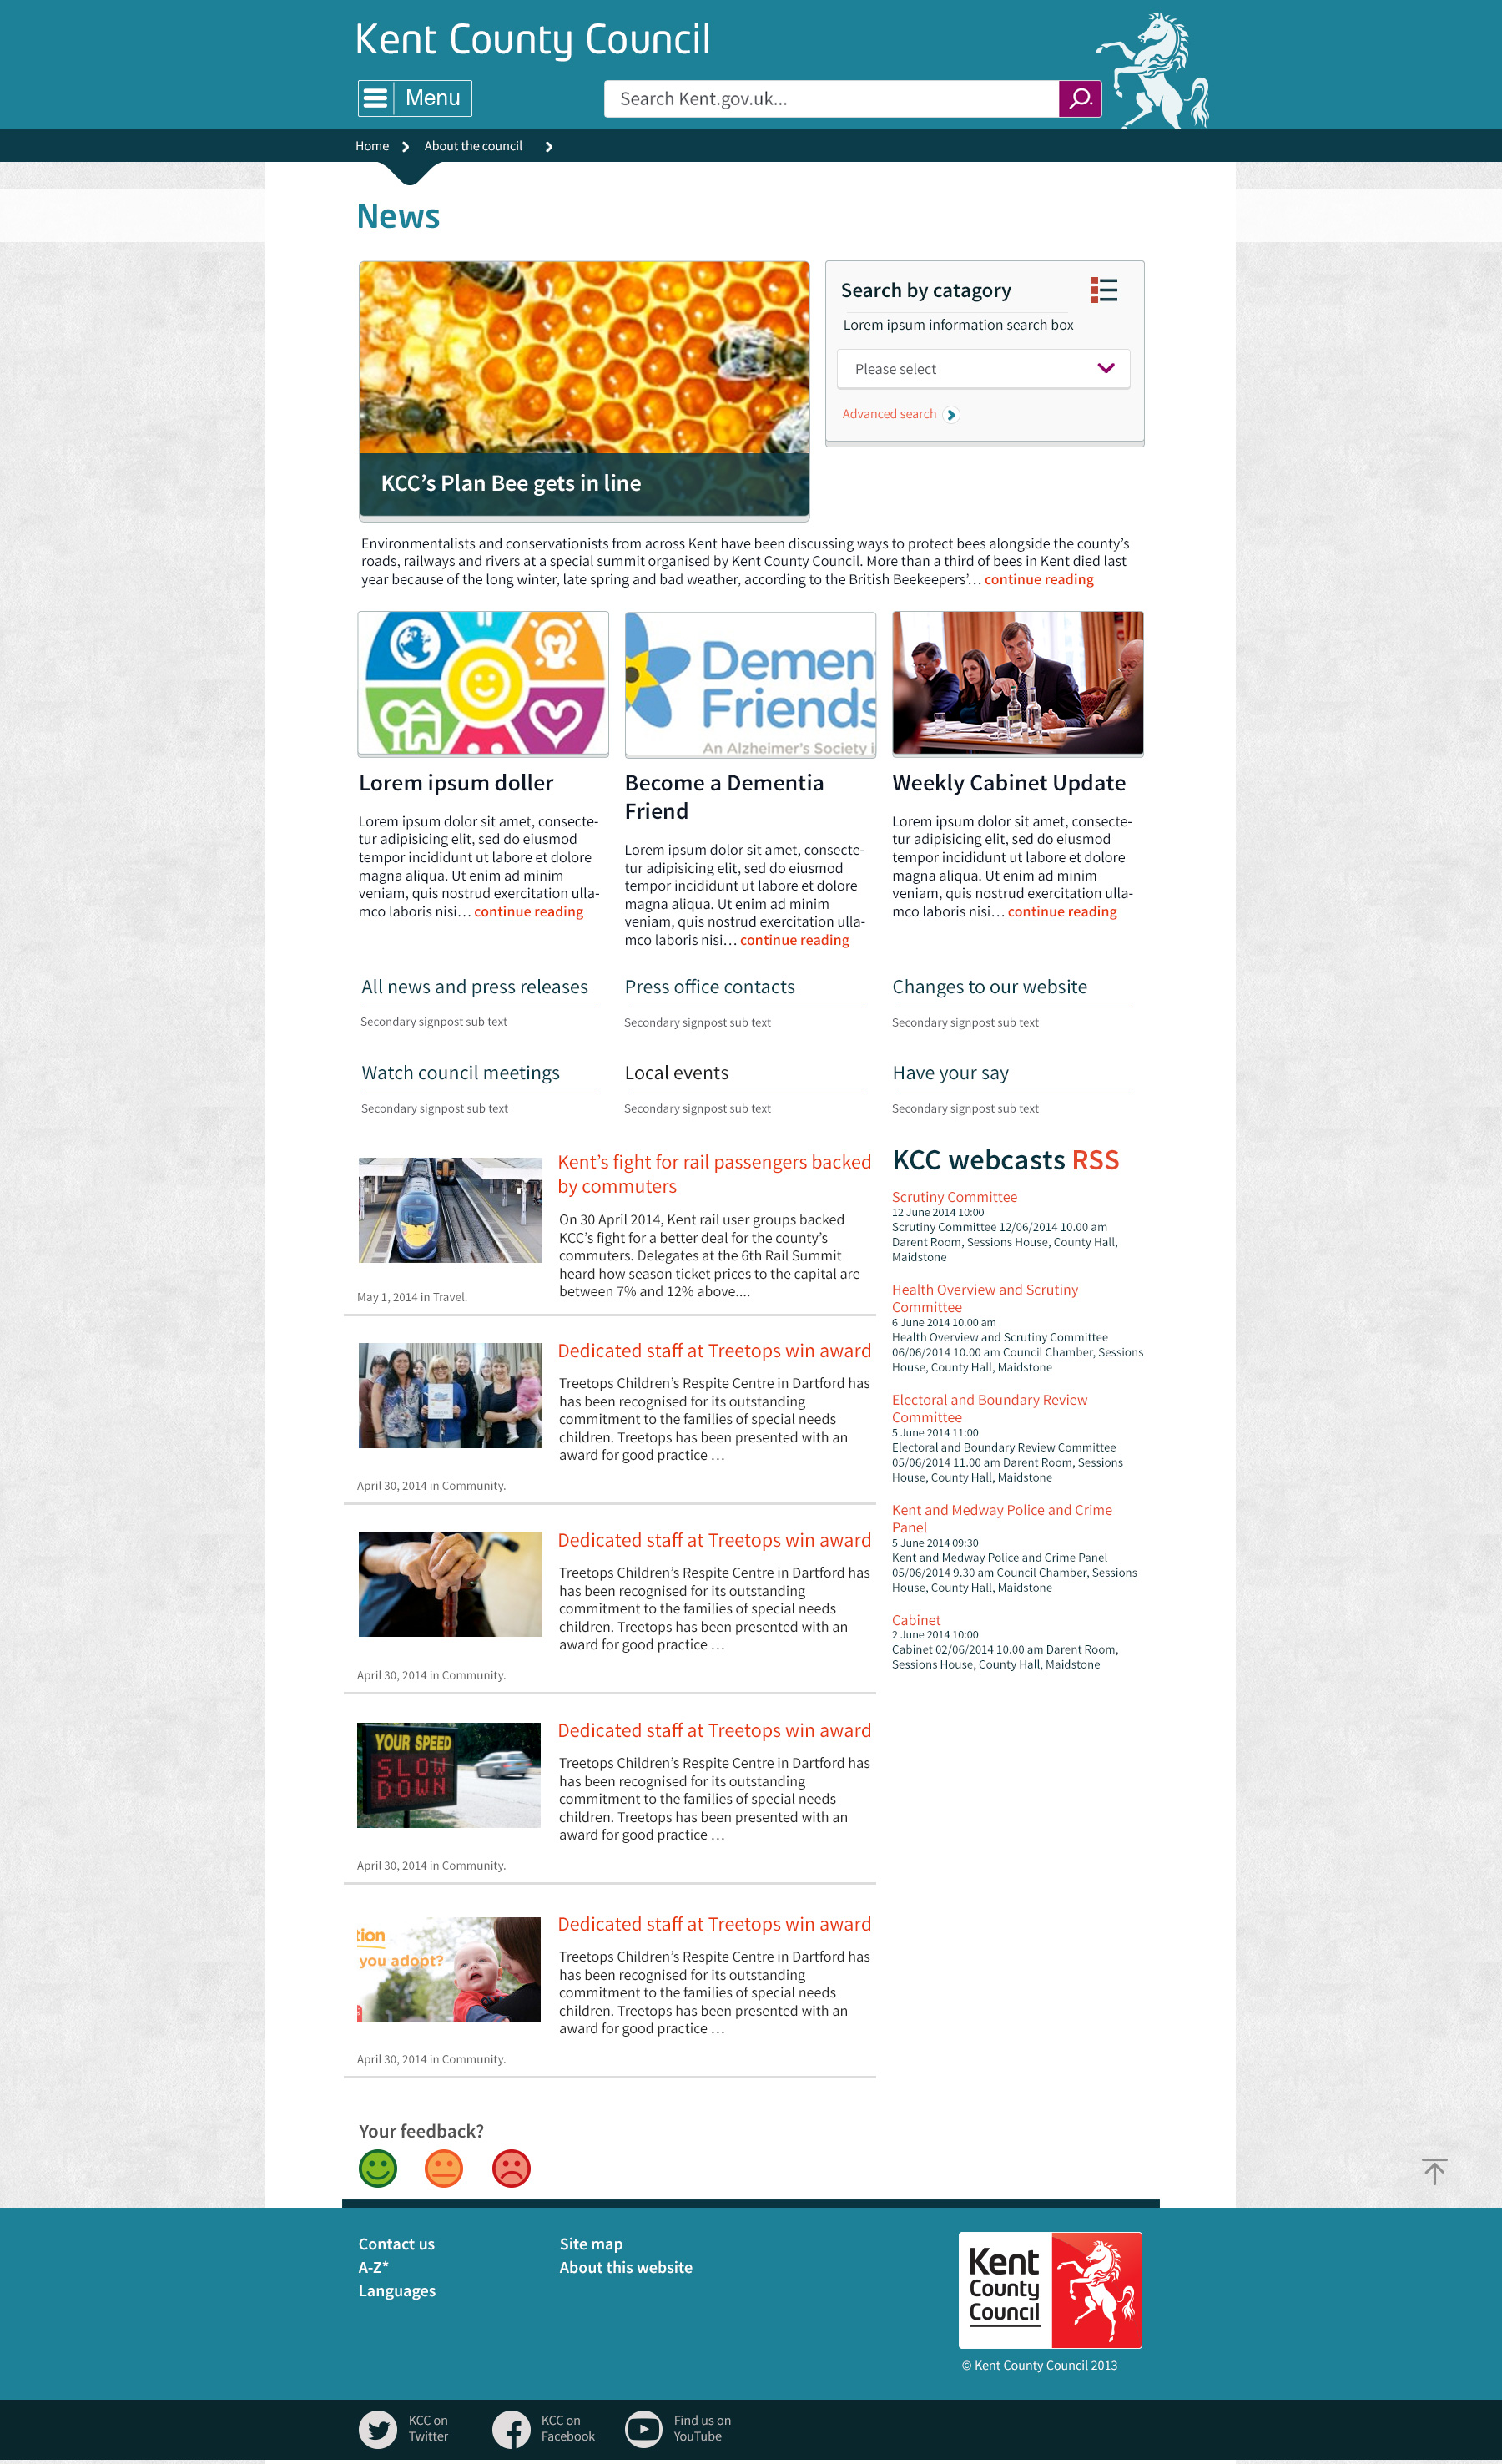 Kent County Council
Menu
Search Kent.gov.uk...
Home
About the council
News
KCC’s Plan Bee gets in line
Search by catagory
Lorem ipsum information search box
Please select
Advanced search
Environmentalists and conservationists from across Kent have been discussing ways to protect bees alongside the county’s
roads, railways and rivers at a special summit organised by Kent County Council. More than a third of bees in Kent died last
year because of the long winter, late spring and bad weather, according to the British Beekeepers’… continue reading
Lorem ipsum doller
Lorem ipsum dolor sit amet, consecte-
tur adipisicing elit, sed do eiusmod
tempor incididunt ut labore et dolore
magna aliqua. Ut enim ad minim
veniam, quis nostrud exercitation ulla-
mco laboris nisi… continue reading
Demen
Friends
An Alzheimer's Society i
Become a Dementia
Friend
Lorem ipsum dolor sit amet, consecte-
tur adipisicing elit, sed do eiusmod
tempor incididunt ut labore et dolore
magna aliqua. Ut enim ad minim
veniam, quis nostrud exercitation ulla-
mco laboris nisi… continue reading
Weekly Cabinet Update
Lorem ipsum dolor sit amet, consecte-
tur adipisicing elit, sed do eiusmod
tempor incididunt ut labore et dolore
magna aliqua. Ut enim ad minim
veniam, quis nostrud exercitation ulla-
mco laboris nisi… continue reading
All news and press releases
Secondary signpost sub text
Press office contacts
Secondary signpost sub text
Changes to our website
Secondary signpost sub text
Watch council meetings
Secondary signpost sub text
Local events
Secondary signpost sub text
Have your say
Secondary signpost sub text
Kent’s fight for rail passengers backed
by commuters
On 30 April 2014, Kent rail user groups backed
KCC’s fight for a better deal for the county’s
commuters. Delegates at the 6th Rail Summit
heard how season ticket prices to the capital are
between 7% and 12% above....
May 1, 2014 in Travel.
Dedicated staff at Treetops win award
Treetops Children’s Respite Centre in Dartford has
has been recognised for its outstanding
commitment to the families of special needs
children. Treetops has been presented with an
award for good practice …
April 30, 2014 in Community.
Dedicated staff at Treetops win award
Treetops Children’s Respite Centre in Dartford has
has been recognised for its outstanding
commitment to the families of special needs
children. Treetops has been presented with an
award for good practice …
April 30, 2014 in Community.
YOUR SPEED
SLOW
DOWN
Dedicated staff at Treetops win award
Treetops Children’s Respite Centre in Dartford has
has been recognised for its outstanding
commitment to the families of special needs
children. Treetops has been presented with an
award for good practice …
April 30, 2014 in Community.
tion
you adopt?
Dedicated staff at Treetops win award
Treetops Children’s Respite Centre in Dartford has
has been recognised for its outstanding
commitment to the families of special needs
children. Treetops has been presented with an
award for good practice …
April 30, 2014 in Community.
KCC webcasts RSS
Scrutiny Committee
12 June 2014 10:00
Scrutiny Committee 12/06/2014 10.00 am
Darent Room, Sessions House, County Hall,
Maidstone
Health Overview and Scrutiny
Committee
6 June 2014 10.00 am
Health Overview and Scrutiny Committee
06/06/2014 10.00 am Council Chamber, Sessions
House, County Hall, Maidstone
Electoral and Boundary Review
Committee
5 June 2014 11:00
Electoral and Boundary Review Committee
05/06/2014 11.00 am Darent Room, Sessions
House, County Hall, Maidstone
Kent and Medway Police and Crime
Panel
5 June 2014 09:30
Kent and Medway Police and Crime Panel
05/06/2014 9.30 am Council Chamber, Sessions
House, County Hall, Maidstone
Cabinet
2 June 2014 10:00
Cabinet 02/06/2014 10.00 am Darent Room,
Sessions House, County Hall, Maidstone
Your feedback?
Contact us
A-Z*
Languages
Site map
About this website
Kent
County
Council
© Kent County Council 2013
KCC on
Twitter
KCC on
Facebook
Find us on
YouTube